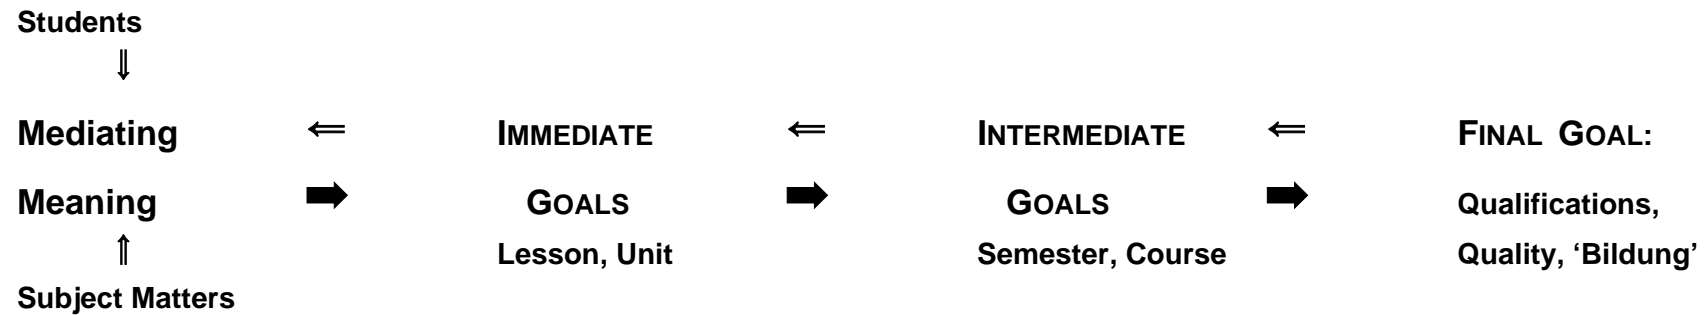 Students
⇓
Mediating ⇐ IMMEDIATE ⇐ INTERMEDIATE ⇐ FINAL GOAL:
Meaning ➡ GOALS ➡ GOALS ➡ Qualifications,
⇑ Lesson, Unit Semester, Course Quality, ‘Bildung’
Subject Matters